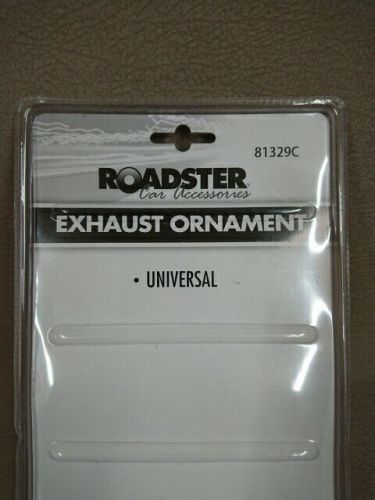 81329C
ROADSTER®
Car Accessories
EXHAUST ORNAMENT
• UNIVERSAL